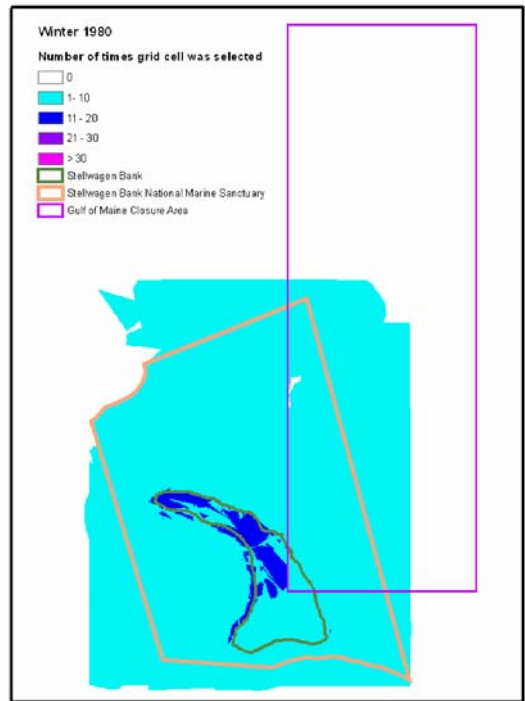 Winter 1980
Number of times grid cell was selected
0
1- 10
11 - 20
21 - 30
> 30
Stellwagen Bank
Stellwagen Bank National Marine Sanctuary
Gulf of Maine Closure Area